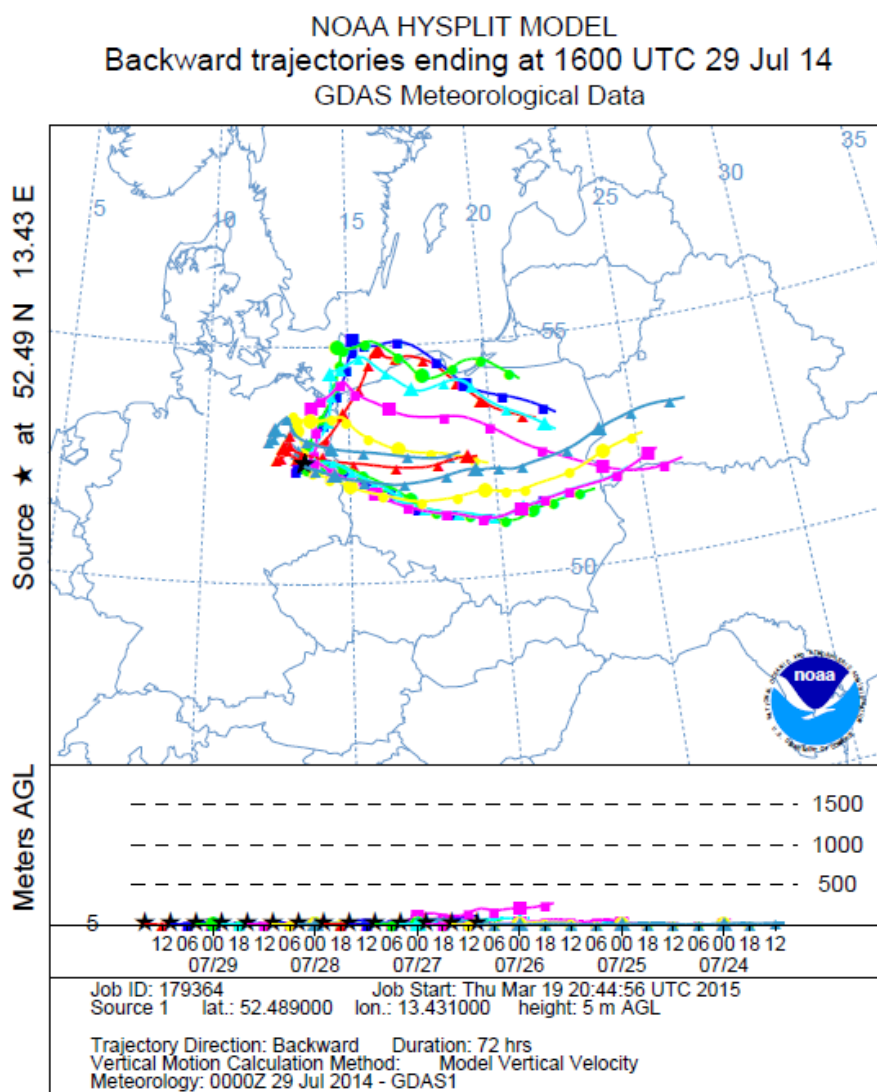 NOAA HYSPLIT MODEL
Backward trajectories ending at 1600 UTC 29 Jul 14
GDAS Meteorological Data
Source ★ at 52.49 N 13.43 E
5 10 15 20 25 30 35
55
50
noaa
Meters AGL
1500
1000
500
5
12 06 00 18 12 06 00 18 12 06 00 18 12 06 00 18 12 06 00 18 12 06 00 18 12
07/29 07/28 07/27 07/26 07/25 07/24
Job ID: 179364 Job Start: Thu Mar 19 20:44:56 UTC 2015
Source 1 lat.: 52.489000 lon.: 13.431000 height: 5 m AGL
Trajectory Direction: Backward Duration: 72 hrs
Vertical Motion Calculation Method: Model Vertical Velocity
Meteorology: 0000Z 29 Jul 2014 - GDAS1